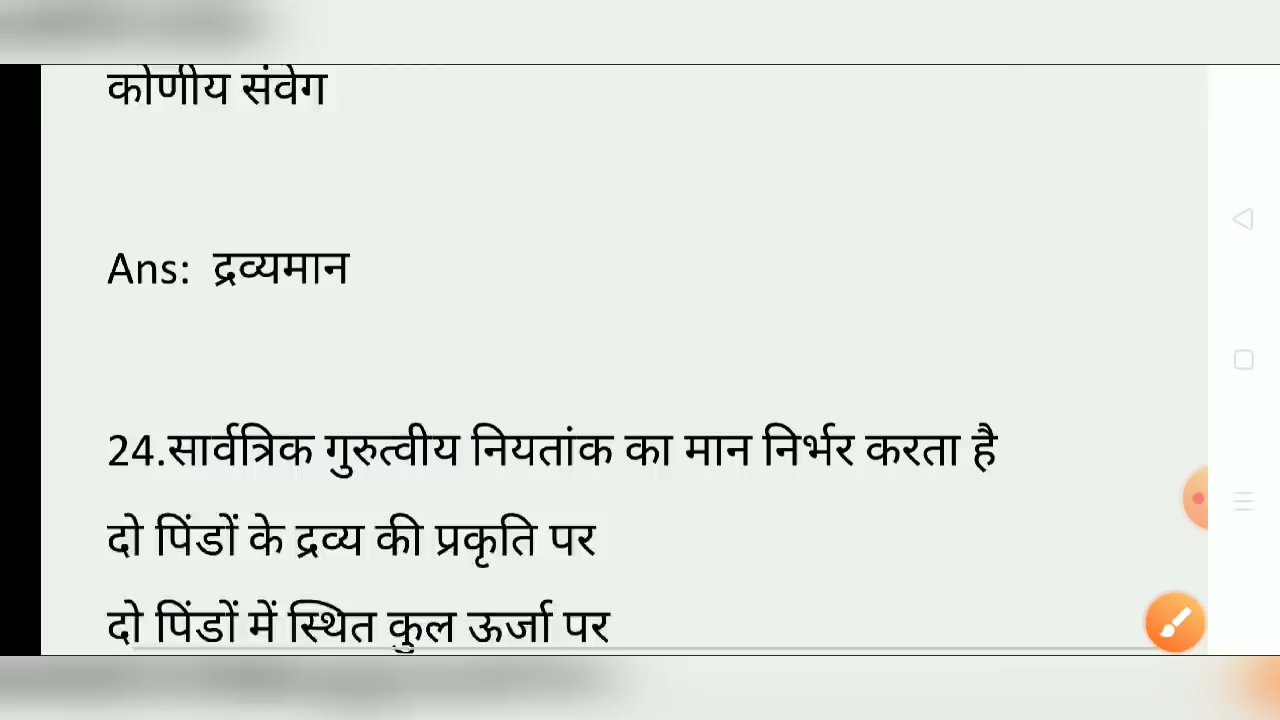 कोणीय संवेग
Ans: द्रव्यमान
24.सार्वत्रिक गुरुत्वीय नियतांक का मान निर्भर करता है
दो पिंडों के द्रव्य की प्रकृति पर
दो पिंडों में स्थित कुल ऊर्जा पर